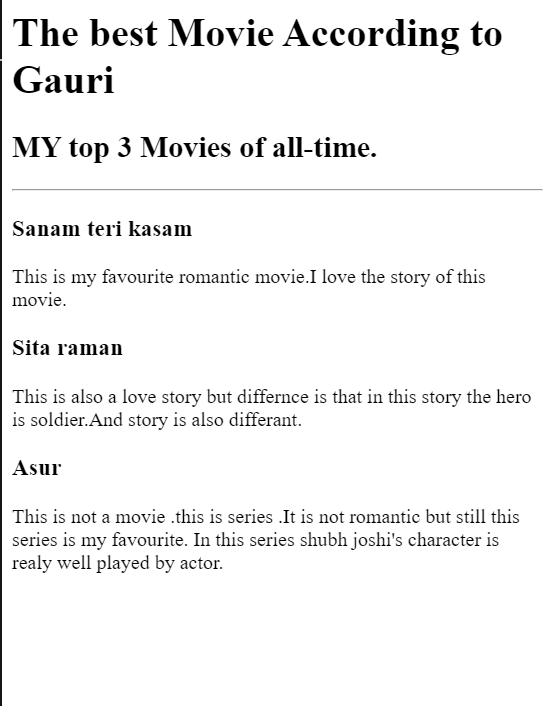 The best Movie According to
Gauri
MY top 3 Movies of all-time.
Sanam teri kasam
This is my favourite romantic movie.I love the story of this
movie.
Sita raman
This is also a love story but differnce is that in this story the hero
is soldier.And story is also differant.
Asur
This is not a movie .this is series .It is not romantic but still this
series is my favourite. In this series shubh joshi's character is
realy well played by actor.